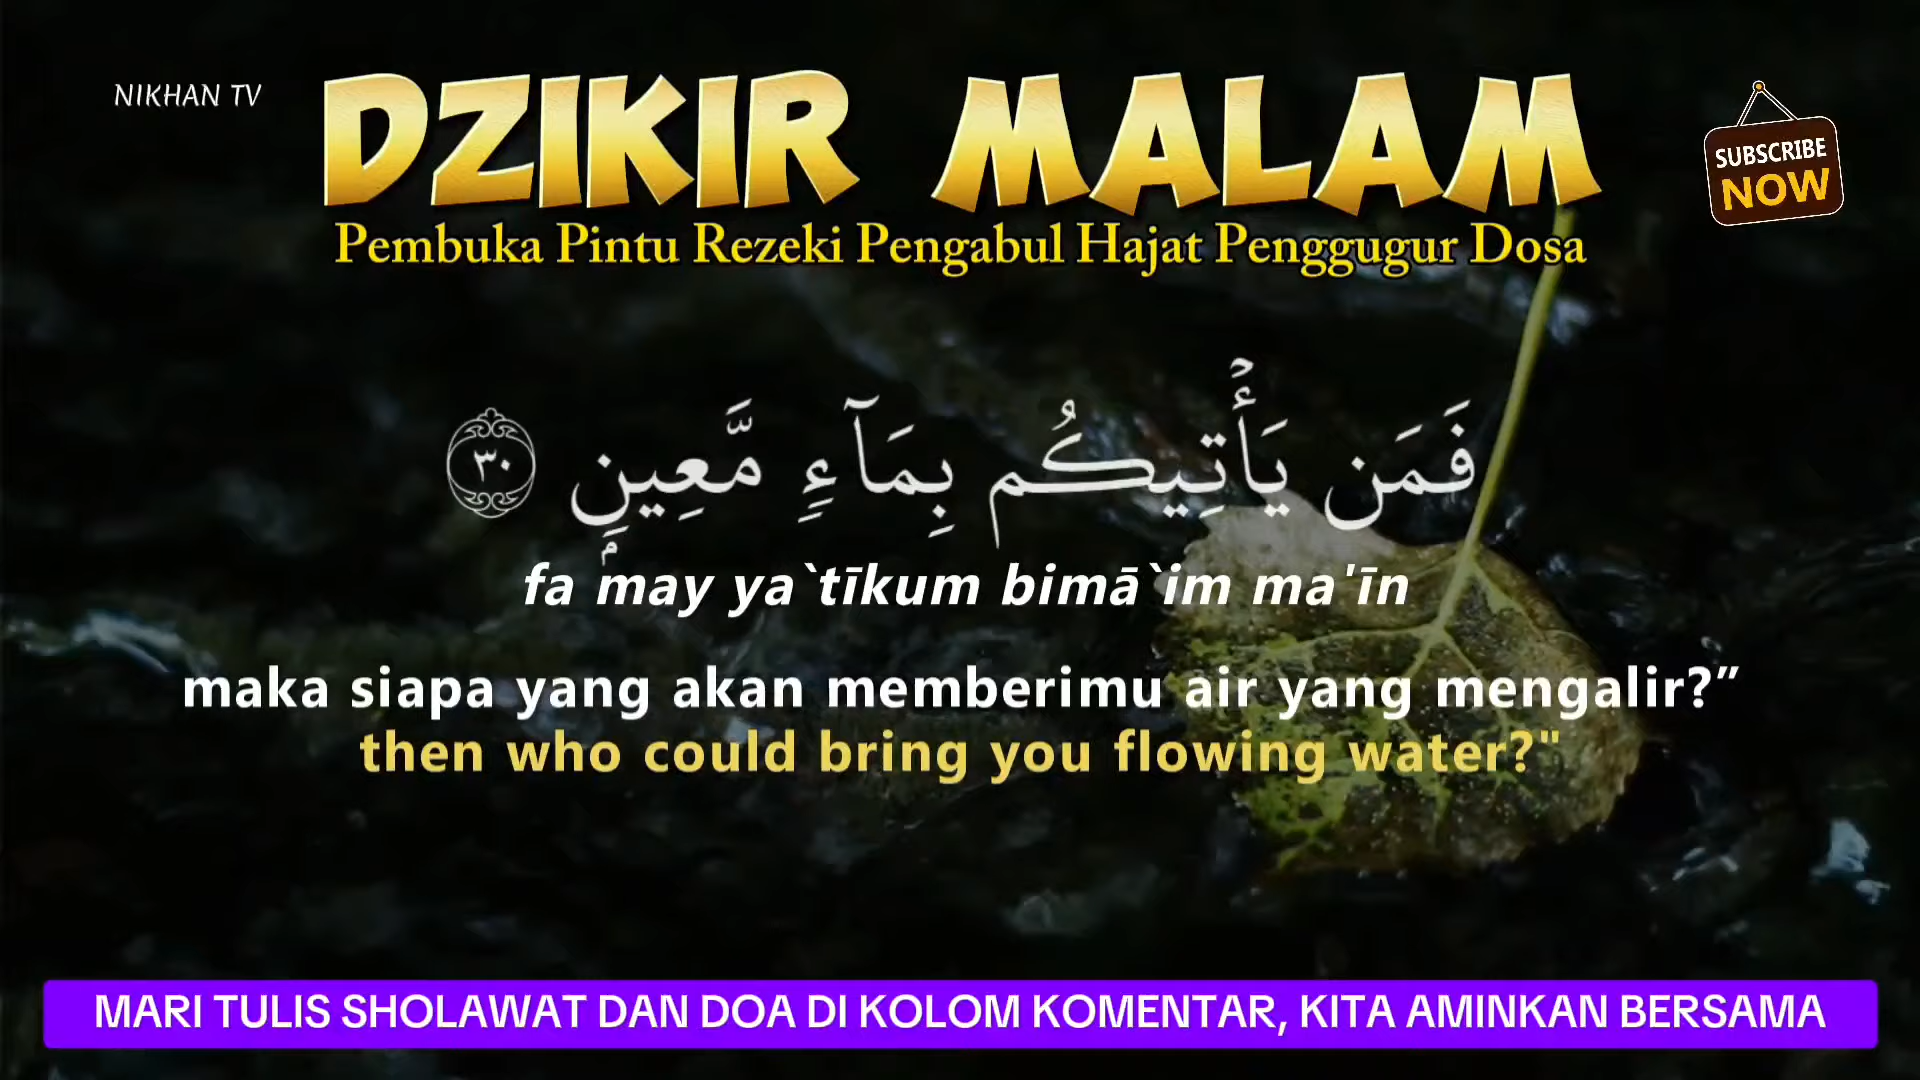 NIKHAN TV
DZIKIR MALAM
SUBSCRIBE
NOW
Pembuka Pintu Rezeki Pengabul Hajat Penggugur Dosa
فَمَن يَأۡتِيكُم بِمَآءٖ مَّعِينِۭ ٣٠
fa may ya`tīkum bimā`im ma'īn
maka siapa yang akan memberimu air yang mengalir?”
then who could bring you flowing water?"
MARI TULIS SHOLAWAT DAN DOA DI KOLOM KOMENTAR, KITA AMINKAN BERSAMA